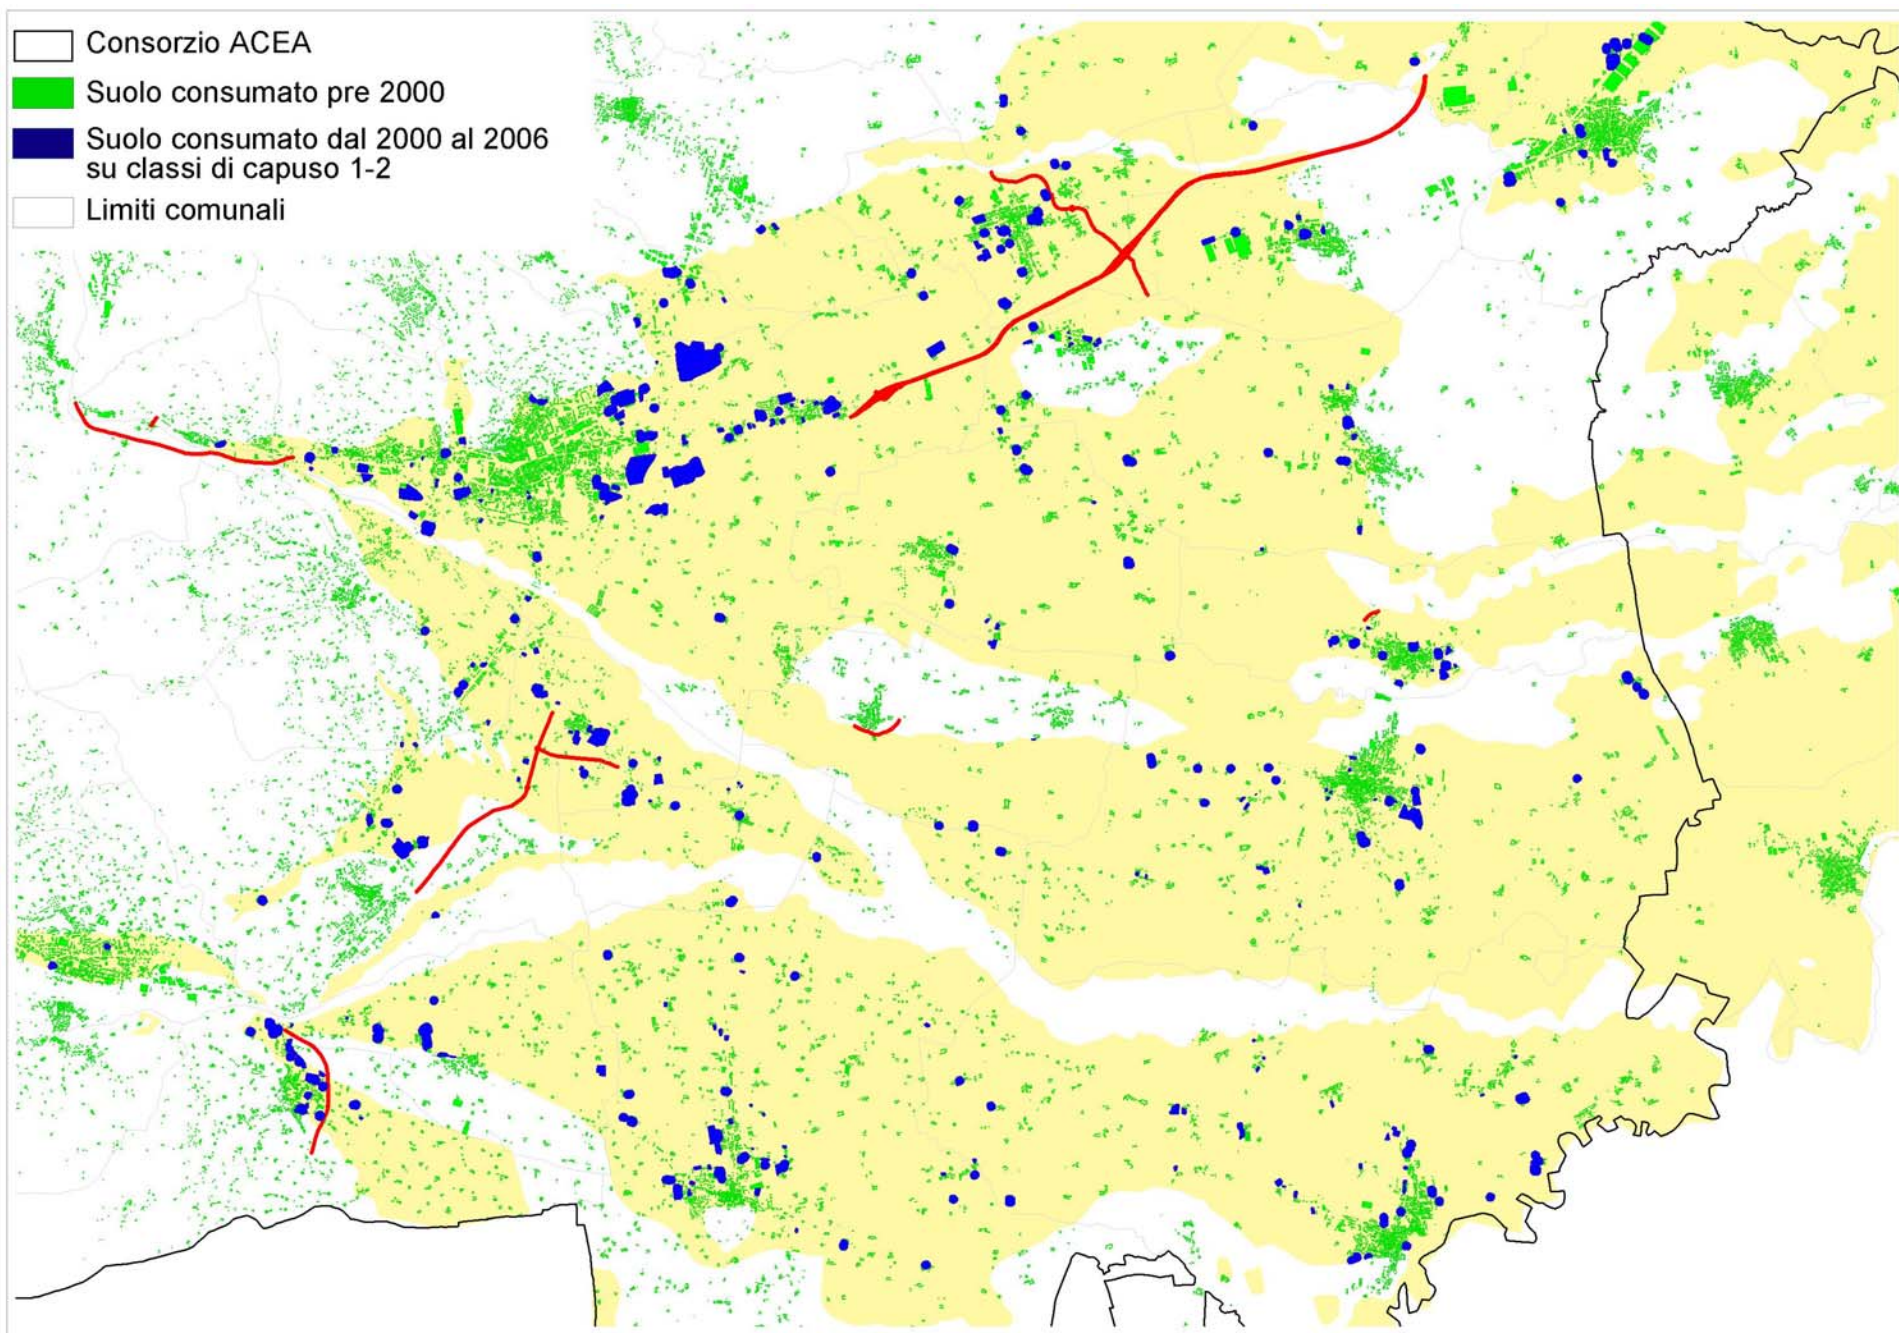 Consorzio ACEA
Suolo consumato pre 2000
Suolo consumato dal 2000 al 2006
su classi di capuso 1-2
Limiti comunali